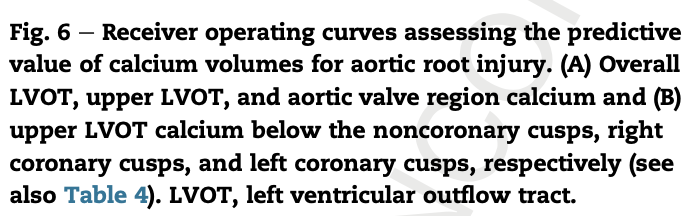 Fig. 6 – Receiver operating curves assessing the predictive
value of calcium volumes for aortic root injury. (A) Overall
LVOT, upper LVOT, and aortic valve region calcium and (B)
upper LVOT calcium below the noncoronary cusps, right
coronary cusps, and left coronary cusps, respectively (see
also Table 4). LVOT, left ventricular outflow tract.